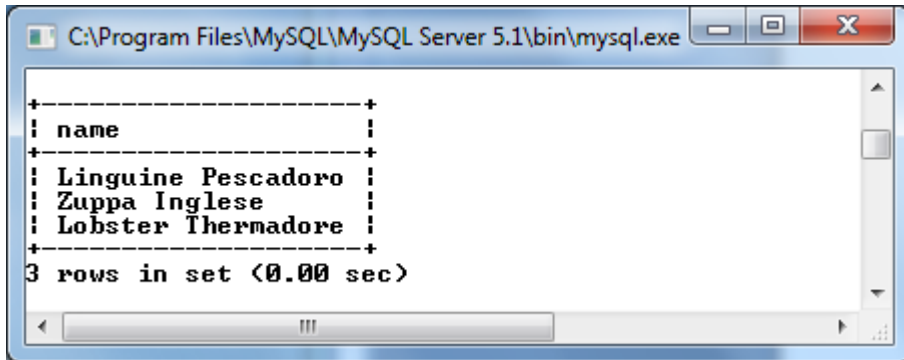 C:\Program Files\MySQL\MySQL Server 5.1\bin\mysql.exe
+--------------------+
| name               |
+--------------------+
| Linguine Pescadoro |
| Zuppa Inglese      |
| Lobster Thermadore |
+--------------------+
3 rows in set (0.00 sec)